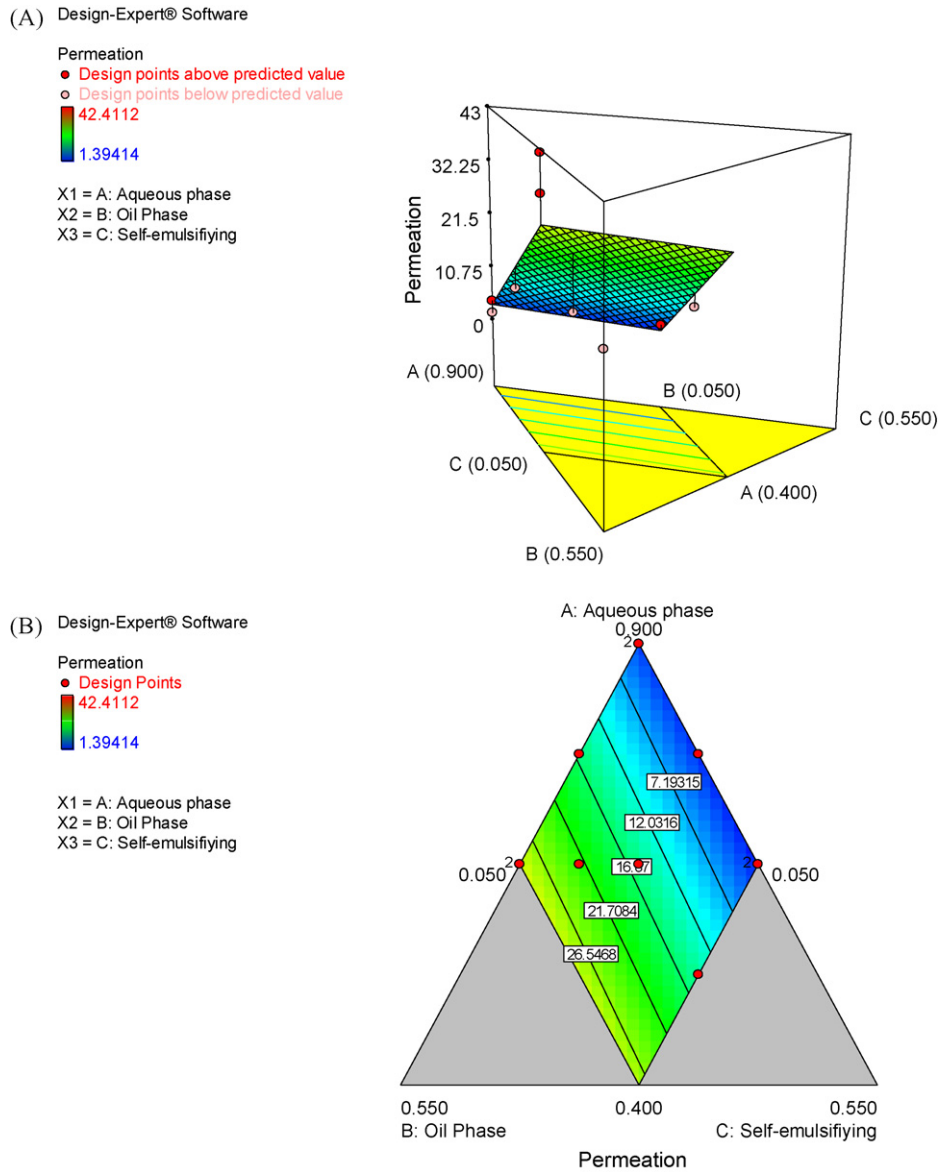 (A) Design-Expert® Software
Permeation
Design points above predicted value
Design points below predicted value
42.4112
1.39414
X1 = A: Aqueous phase
X2 = B: Oil Phase
X3 = C: Self-emulsifiying
43
32.25
21.5
10.75
0
Permeation
A (0.900)
B (0.050)
C (0.550)
C (0.050)
A (0.400)
B (0.550)
(B) Design-Expert® Software
Permeation
Design Points
42.4112
1.39414
X1 = A: Aqueous phase
X2 = B: Oil Phase
X3 = C: Self-emulsifiying
A: Aqueous phase
0.900
2
7.19315
12.0316
2
2
0.050
0.050
21.7084
26.5468
0.550
0.400
0.550
B: Oil Phase
C: Self-emulsifiying
Permeation